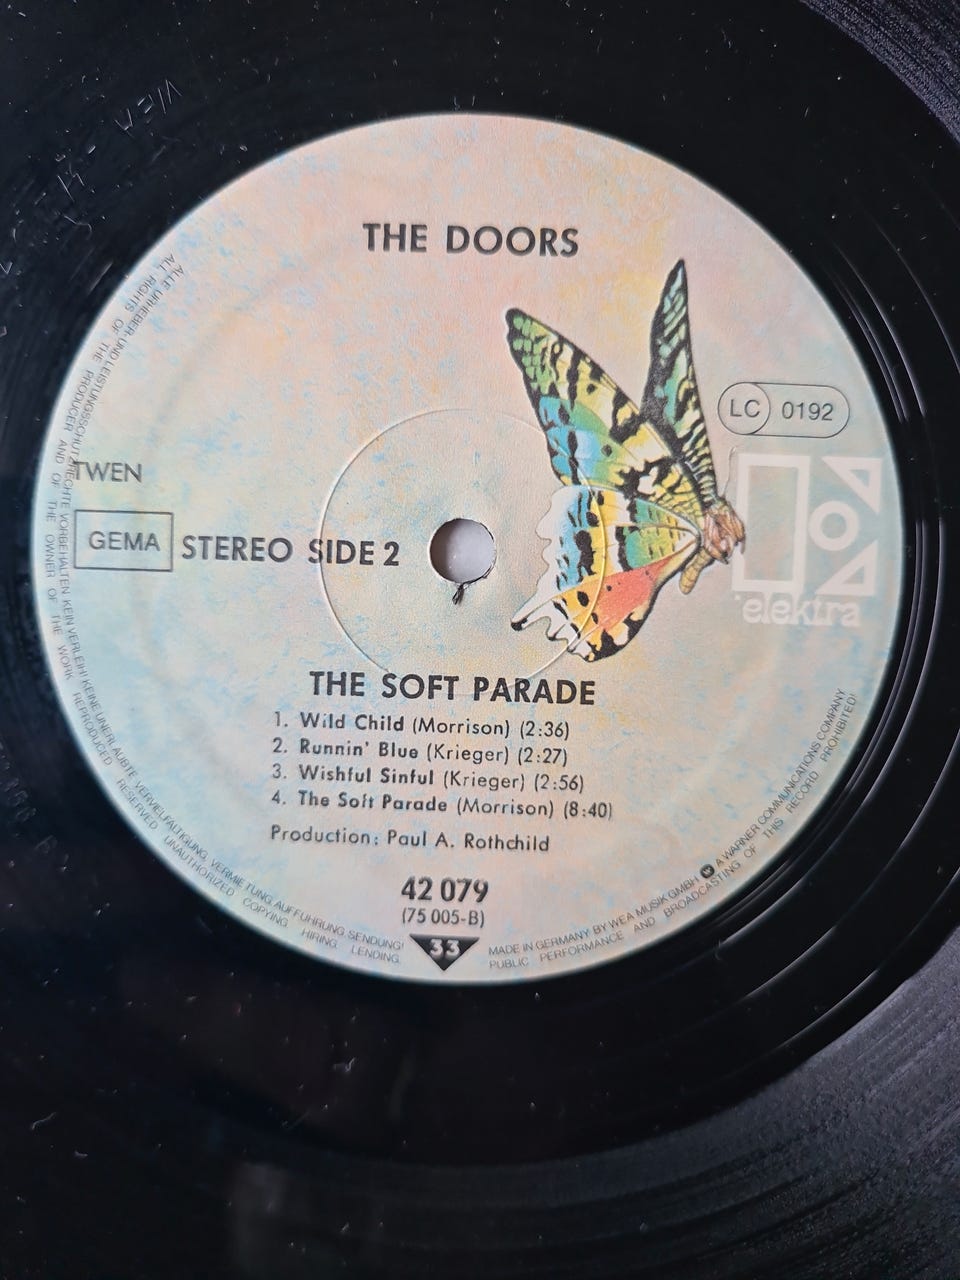 THE DOORS
LC 0192
TWEN
GEMA
STEREO SIDE 2
elektra
THE SOFT PARADE
1. Wild Child (Morrison) (2:36)
2. Runnin' Blue (Krieger) (2:27)
3. Wishful Sinful (Krieger) (2:56)
4. The Soft Parade (Morrison) (8:40)
Production: Paul A. Rothchild
42 079
(75 005-B)
33
ALLE URHEBER- UND LEISTUNGSSCHUTZRECHTE VORBEHALTEN KEIN VERLEIH! KEINE UNERLAUBTE VERVIELFÄLTIGUNG, VERMIETUNG, AUFFÜHRUNG, SENDUNG!
ALL RIGHTS OF THE PRODUCER AND OF THE OWNER OF THE WORK REPRODUCED RESERVED UNAUTHORIZED COPYING, HIRING, LENDING,
MADE IN GERMANY BY WEA MUSIK GMBH W A WARNER COMMUNICATIONS COMPANY
PUBLIC PERFORMANCE AND BROADCASTING OF THIS RECORD PROHIBITED!
WEA